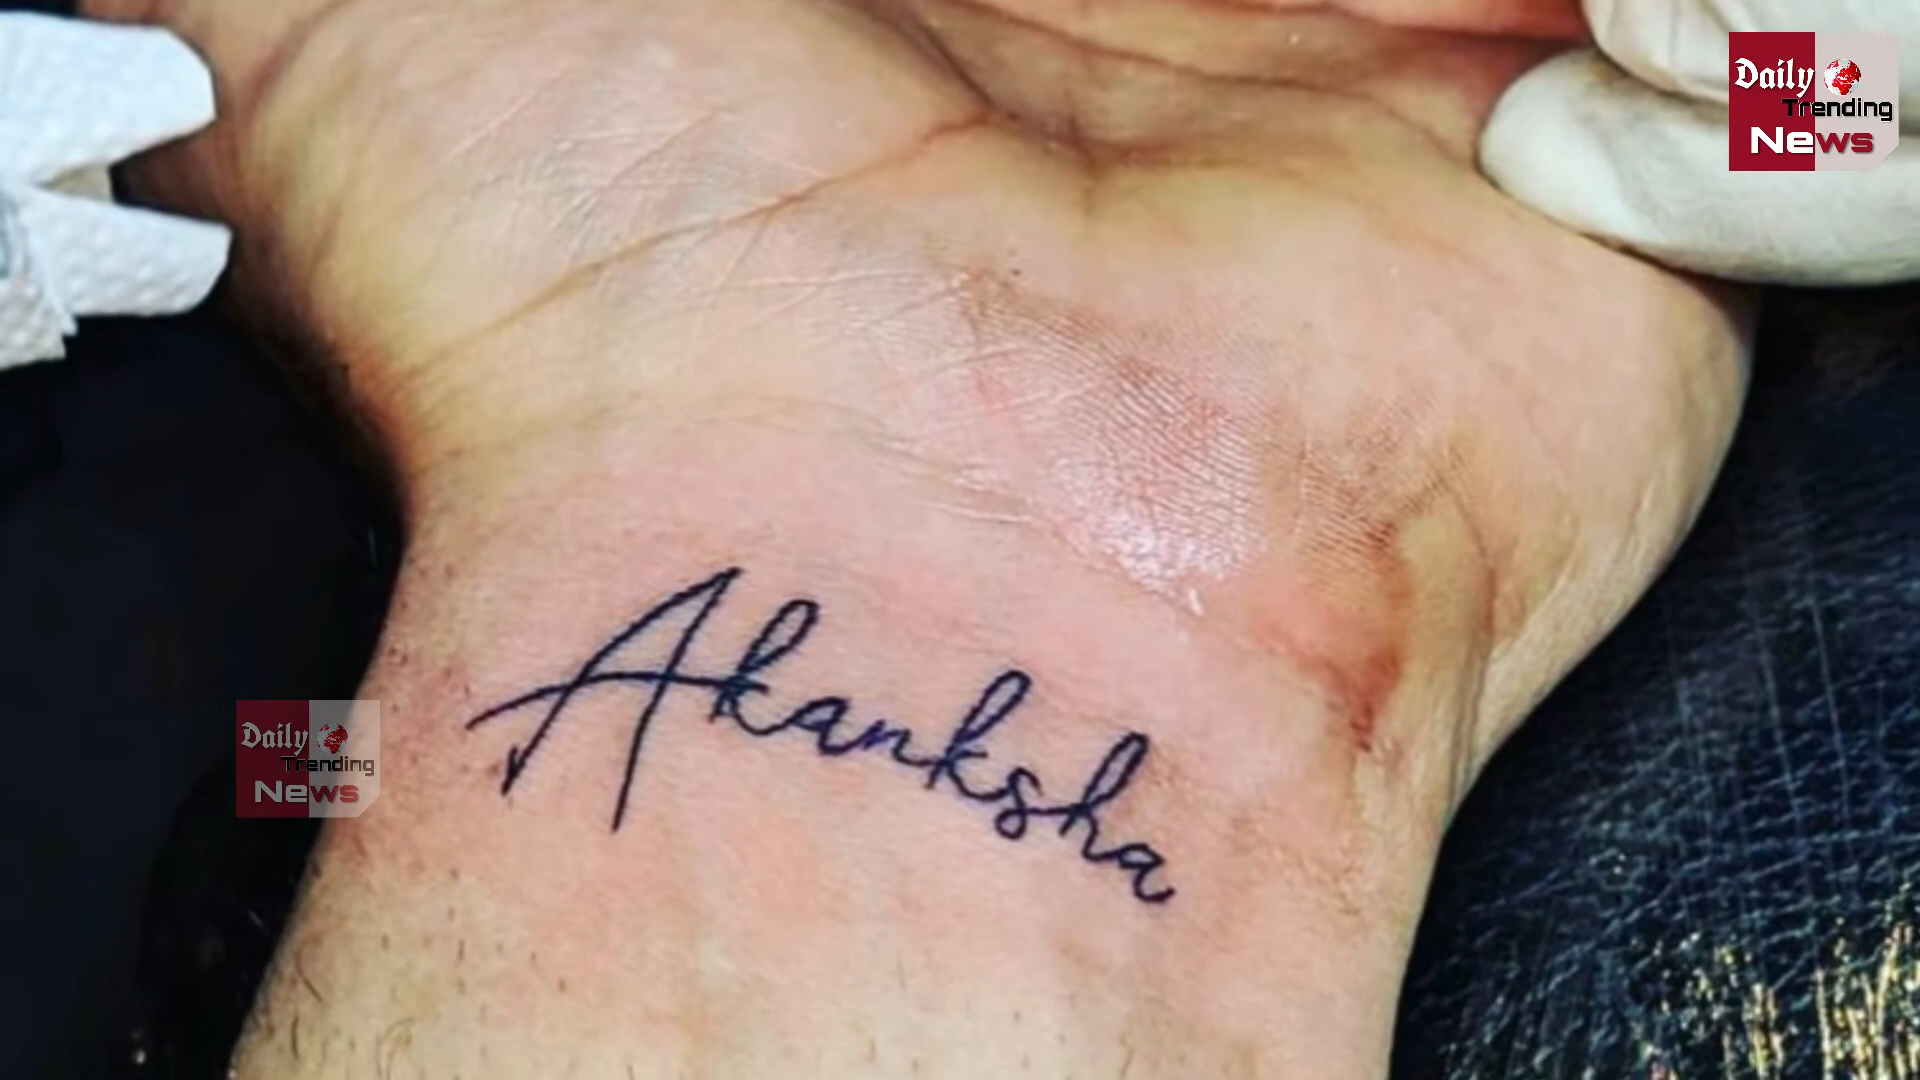 Daily
Trending
News
Akanksha
Daily
Trending
News